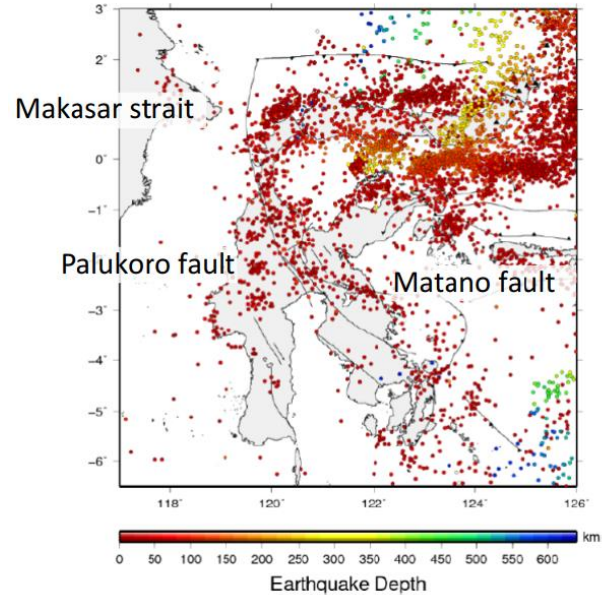 3°
2°
Makasar strait
1°
0°
−1°
Palukoro fault
−2°
Matano fault
−3°
−4°
−5°
−6°
118° 120° 122° 124° 126°
0 50 100 150 200 250 300 350 400 450 500 550 600 km
Earthquake Depth